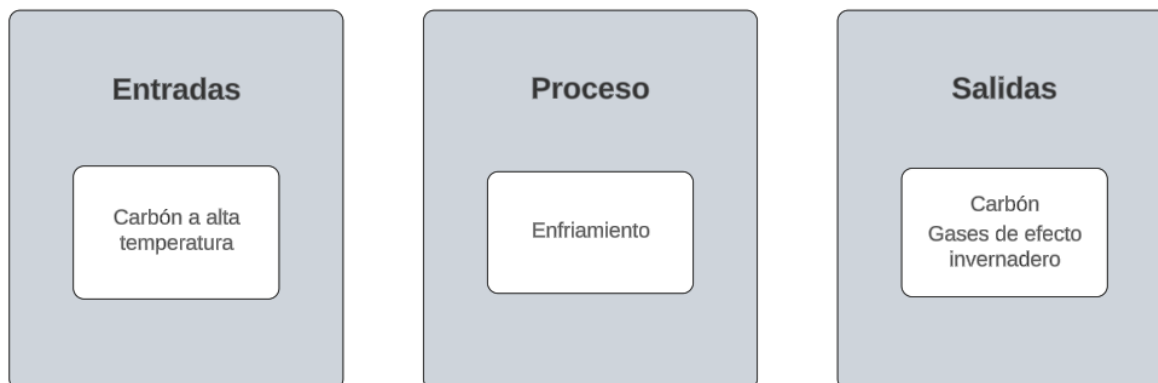 Entradas
Carbón a alta
temperatura
Proceso
Enfriamiento
Salidas
Carbón
Gases de efecto
invernadero